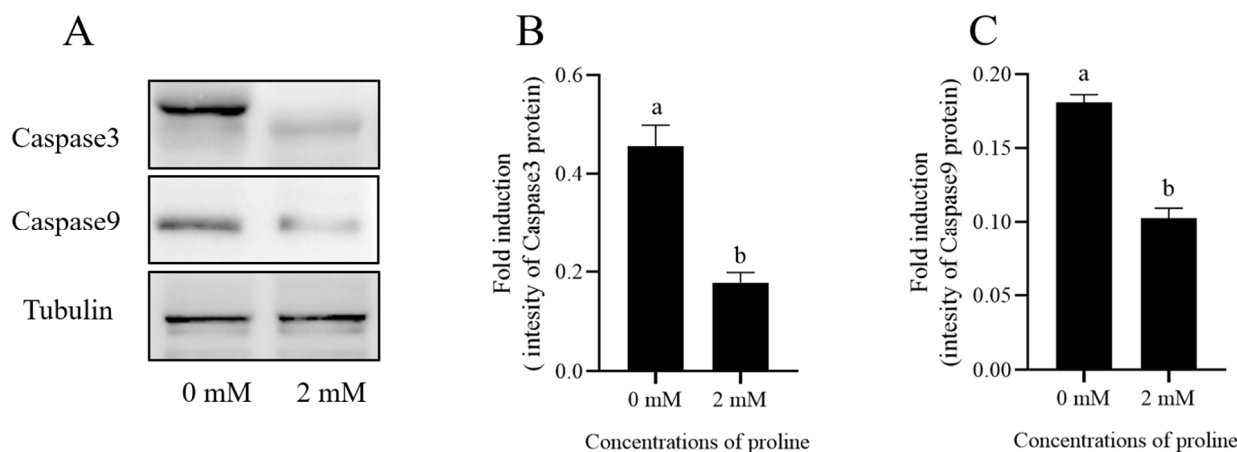 A
Caspase3
Caspase9
Tubulin
0 mM 2 mM
B
Fold induction
( intesity of Caspase3 protein)
0.6
0.4
0.2
0.0
a
b
0 mM 2 mM
Concentrations of proline
C
Fold induction
(intesity of Caspase9 protein)
0.20
0.15
0.10
0.05
0.00
a
b
0 mM 2 mM
Concentrations of proline